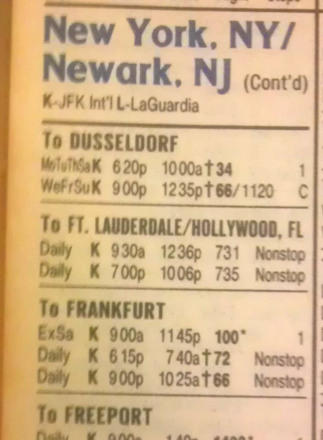 New York, NY/
Newark, NJ (Cont'd)
K-JFK Int'l L-LaGuardia
To DUSSELDORF
MoTuThSa K 620p 1000a†34 1
WeFrSu K 900p 1235p†66/1120 C
To FT. LAUDERDALE/HOLLYWOOD, FL
Daily K 930a 1236p 731 Nonstop
Daily K 700p 1006p 735 Nonstop
To FRANKFURT
ExSa K 900a 1145p 100* 1
Daily K 615p 740a†72 Nonstop
Daily K 900p 1025a†66 Nonstop
To FREEPORT
Daily K